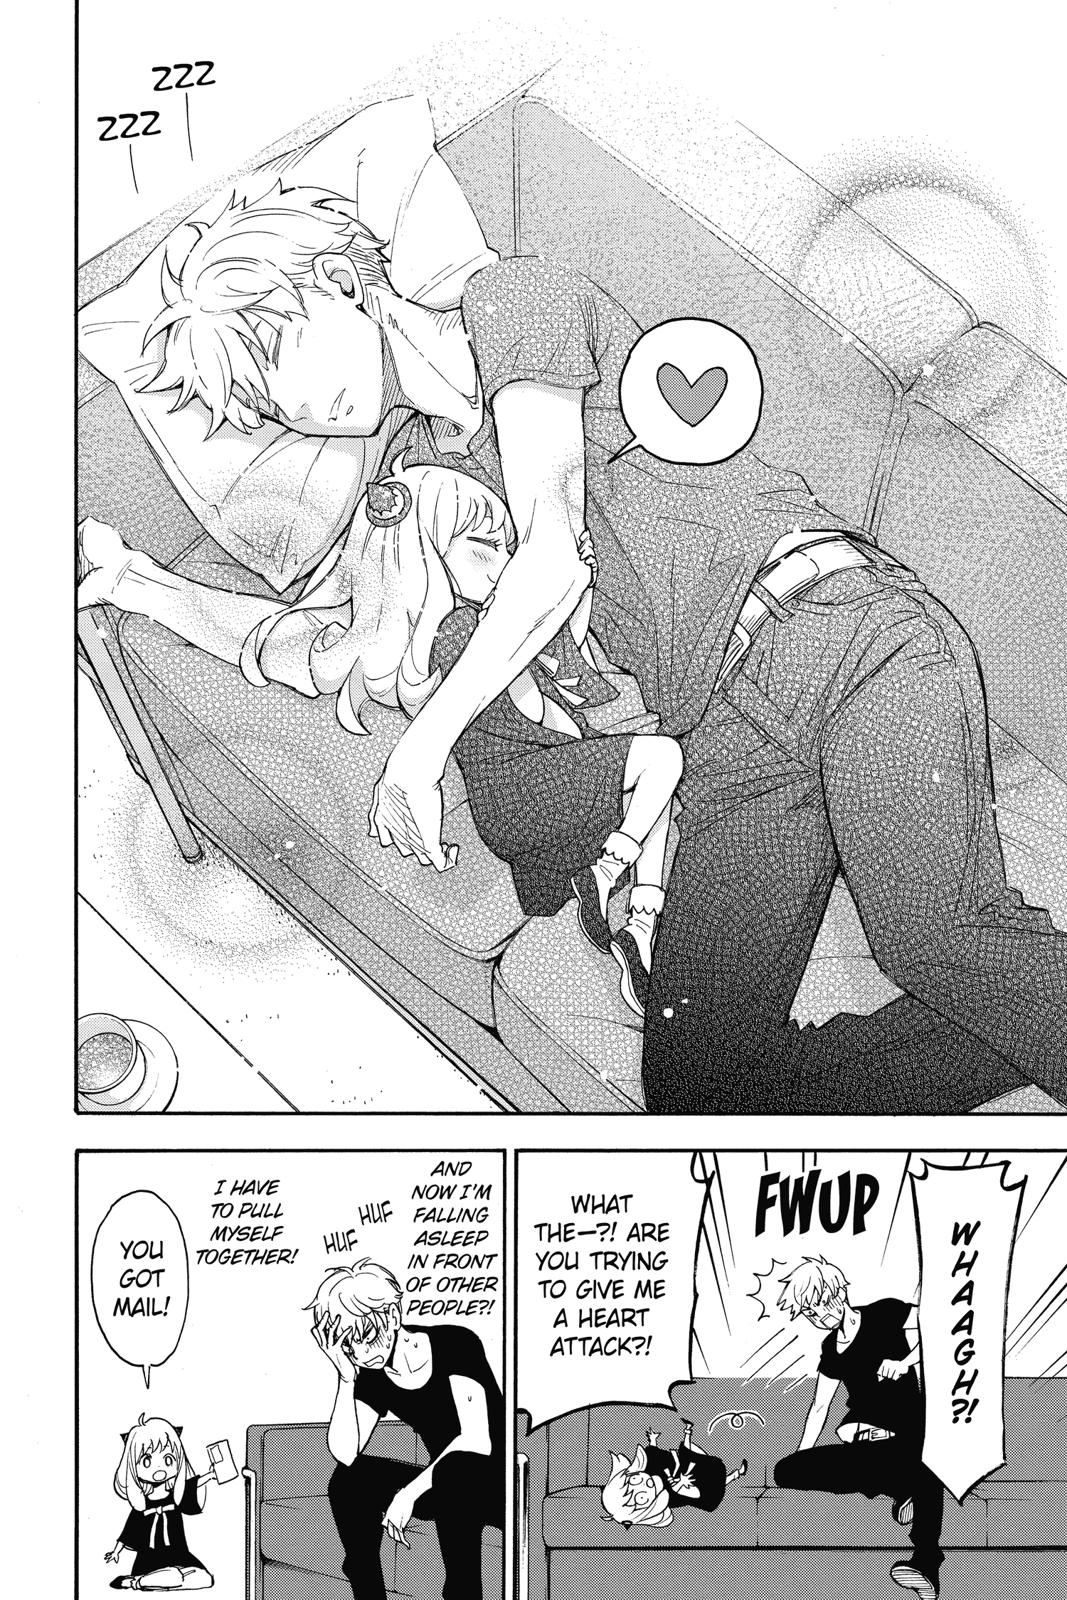 ZZZ
ZZZ
WHAAGH?!
FWUP
WHAT
THE—?! ARE
YOU TRYING
TO GIVE ME
A HEART
ATTACK?!
AND
NOW I'M
FALLING
ASLEEP
IN FRONT
OF OTHER
PEOPLE?!
HUF
HUF
I HAVE
TO PULL
MYSELF
TOGETHER!
YOU
GOT
MAIL!